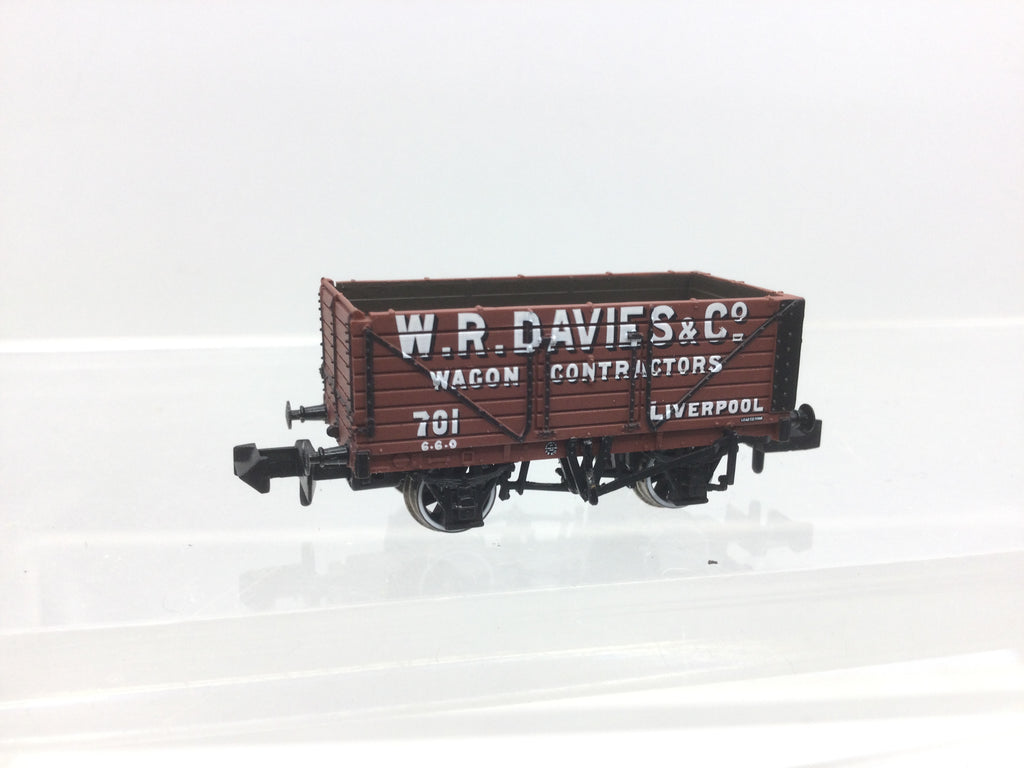 W.R. DAVIES & Cº
WAGON CONTRACTORS
701
LIVERPOOL
6-6-0